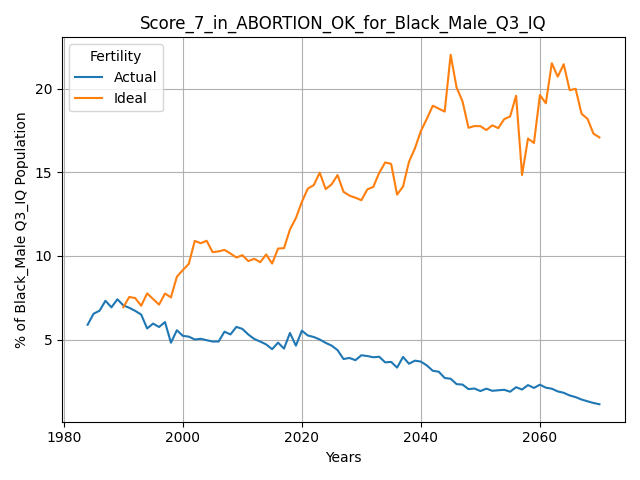 Score_7_in_ABORTION_OK_for_Black_Male_Q3_IQ
Fertility
Actual
Ideal
% of Black_Male Q3_IQ Population
20
15
10
5
1980
2000
2020
2040
2060
Years